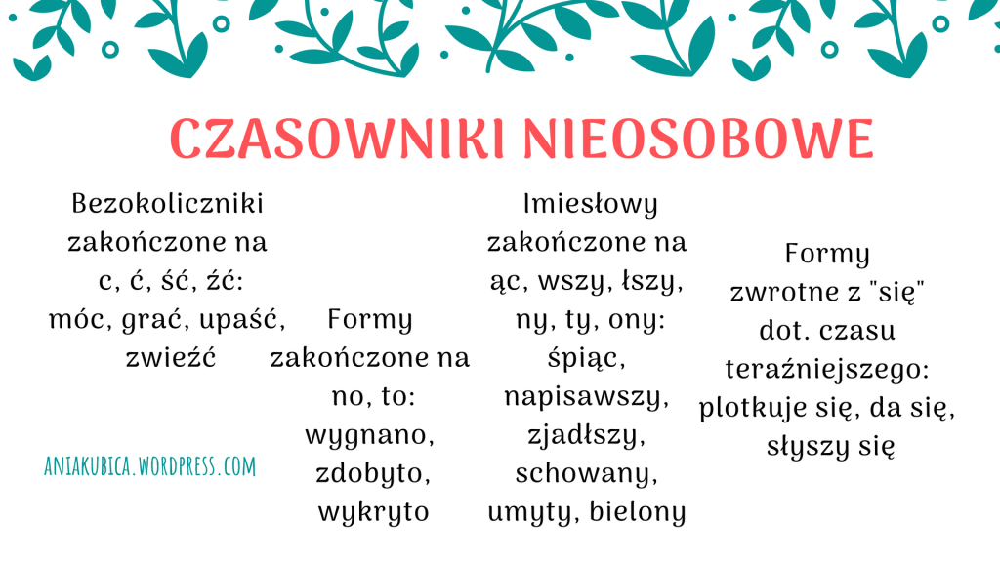 CZASOWNIKI NIEOSOBOWE
Bezokoliczniki
zakończone na
c, ć, ść, źć:
móc, grać, upaść,
zwieźć
Formy
zakończone na
no, to:
wygnano,
zdobyto,
wykryto
Imiesłowy
zakończone na
ąc, wszy, łszy,
ny, ty, ony:
śpiąc,
napisawszy,
zjadłszy,
schowany,
umyty, bielony
Formy
zwrotne z "się"
dot. czasu
teraźniejszego:
plotkuje się, da się,
słyszy się
ANIAKUBICA.WORDPRESS.COM